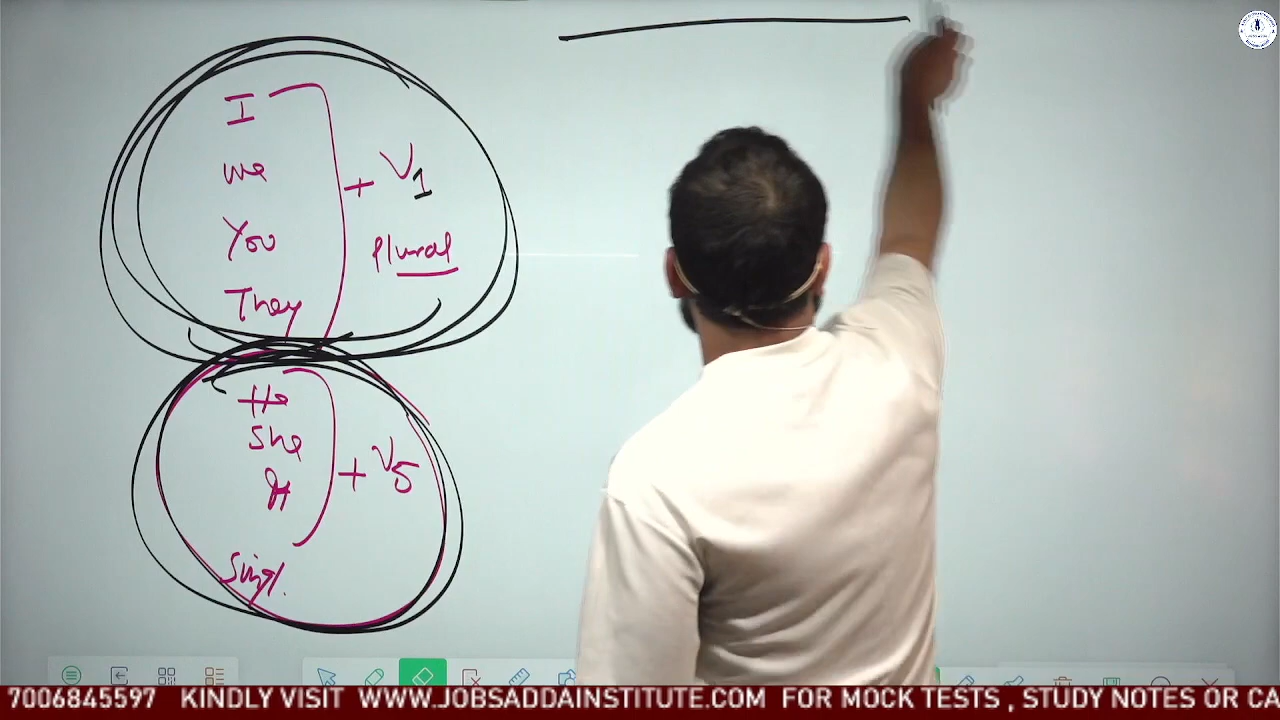 I
we
You
They
+ V1
Plural
He
She
It
+ V5
Singl.
7006845597 KINDLY VISIT WWW.JOBSADDAINSTITUTE.COM FOR MOCK TESTS , STUDY NOTES OR CA